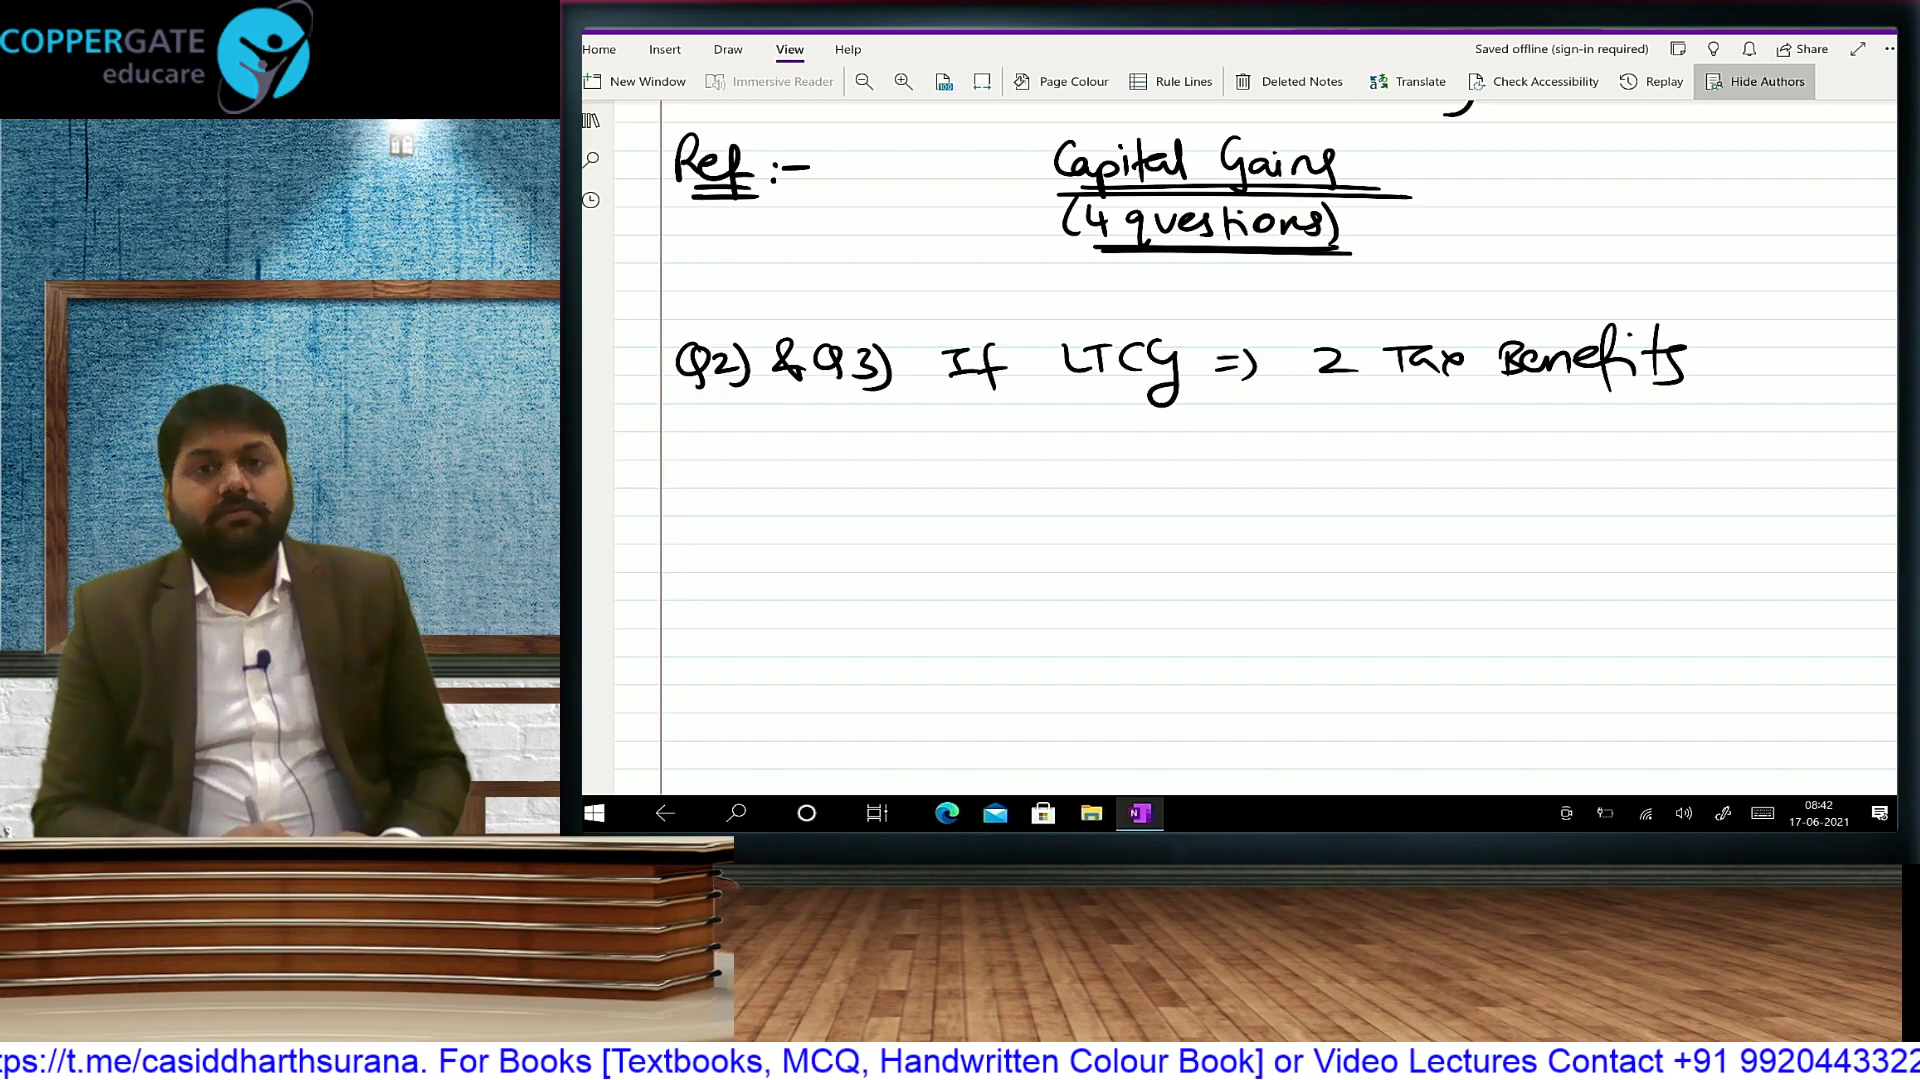 COPPERGATE
educare
Home Insert Draw View Help Saved offline (sign-in required) Share
New Window Immersive Reader 100 Page Colour Rule Lines Deleted Notes Translate Check Accessibility Replay Hide Authors
Ref :- Capital Gains
(4 questions)
Q2) & Q3) If LTCG => 2 Tax Benefits
08:42
17-06-2021
tps://t.me/casiddharthsurana. For Books [Textbooks, MCQ, Handwritten Colour Book] or Video Lectures Contact +91 9920443322